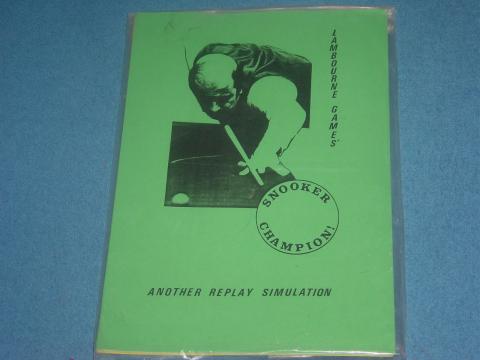 LAMBOURNE GAMES'
SNOOKER
CHAMPION!
ANOTHER REPLAY SIMULATION